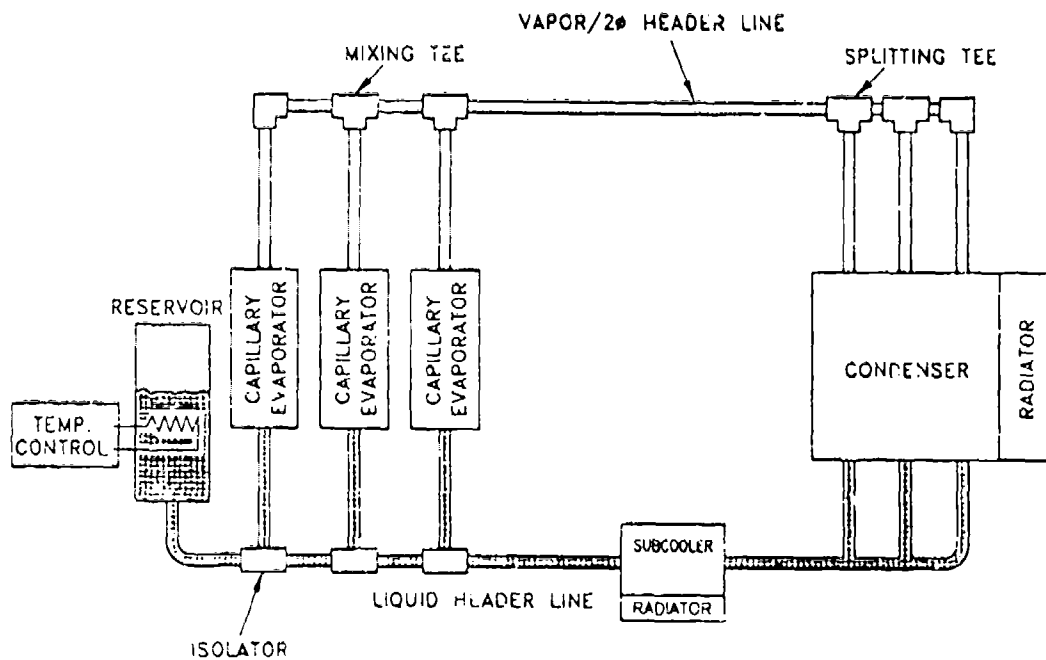 VAPOR/2ø HEADER LINE
MIXING TEE
SPLITTING TEE
RESERVOIR
CAPILLARY
EVAPORATOR
CAPILLARY
EVAPORATOR
CAPILLARY
EVAPORATOR
CONDENSER
RADIATOR
TEMP.
CONTROL
SUBCOOLER
RADIATOR
LIQUID HEADER LINE
ISOLATOR